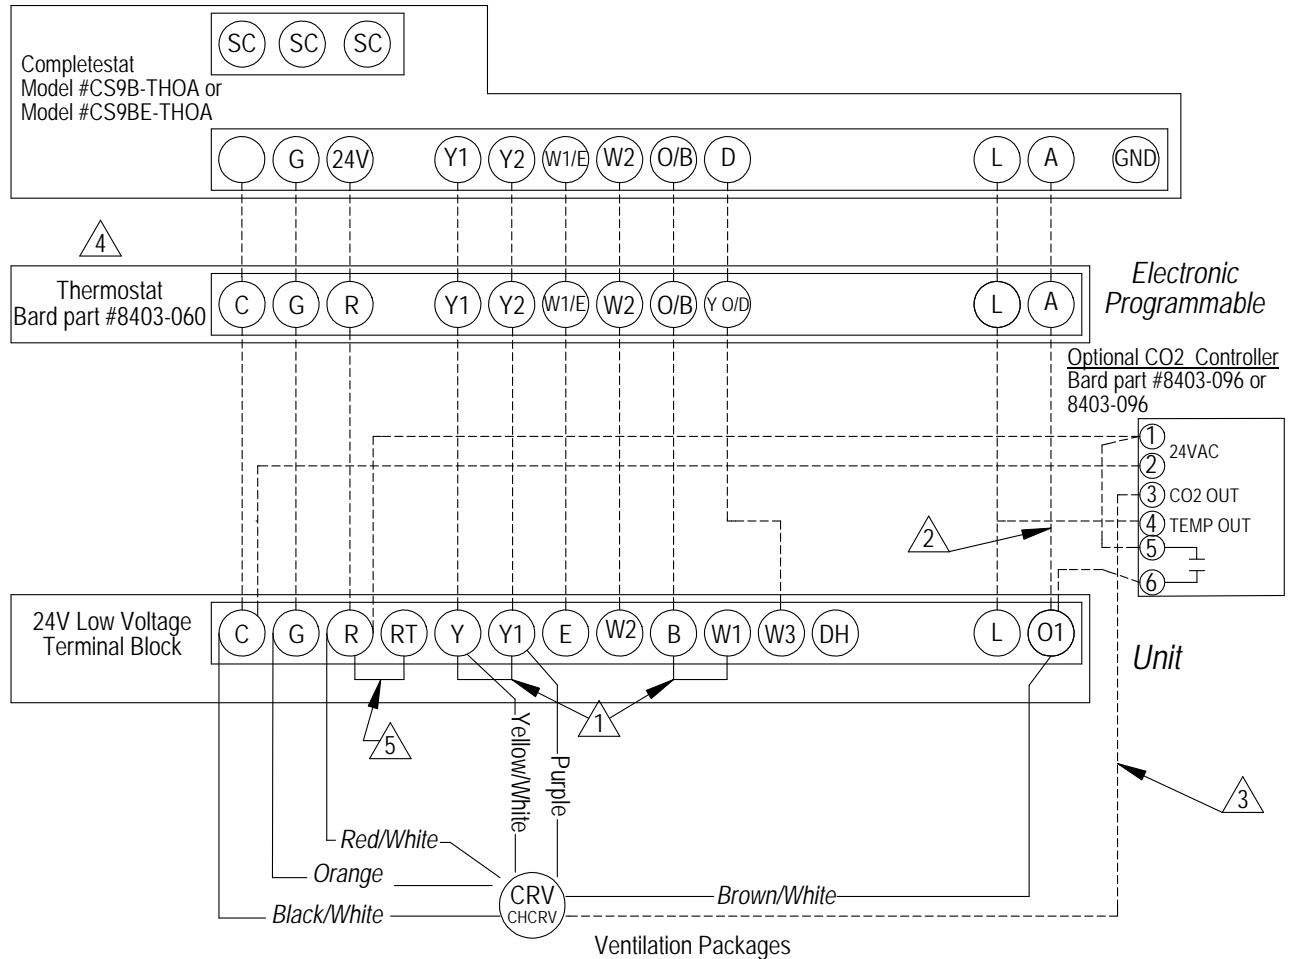 SC SC SC
Completestat
Model #CS9B-THOA or
Model #CS9BE-THOA
G 24V Y1 Y2 W1/E W2 O/B D L A GND
4
Thermostat
Bard part #8403-060
C G R Y1 Y2 W1/E W2 O/B Y O/D L A
Electronic
Programmable
Optional CO2 Controller
Bard part #8403-096 or
8403-096
1
24VAC
2
3 CO2 OUT
4 TEMP OUT
5
6
2
24V Low Voltage
Terminal Block
C G R RT Y Y1 E W2 B W1 W3 DH L O1
Unit
5
1
3
Yellow/White
Purple
Red/White
Orange
Black/White
CRV
CHCRV
Brown/White
Ventilation Packages